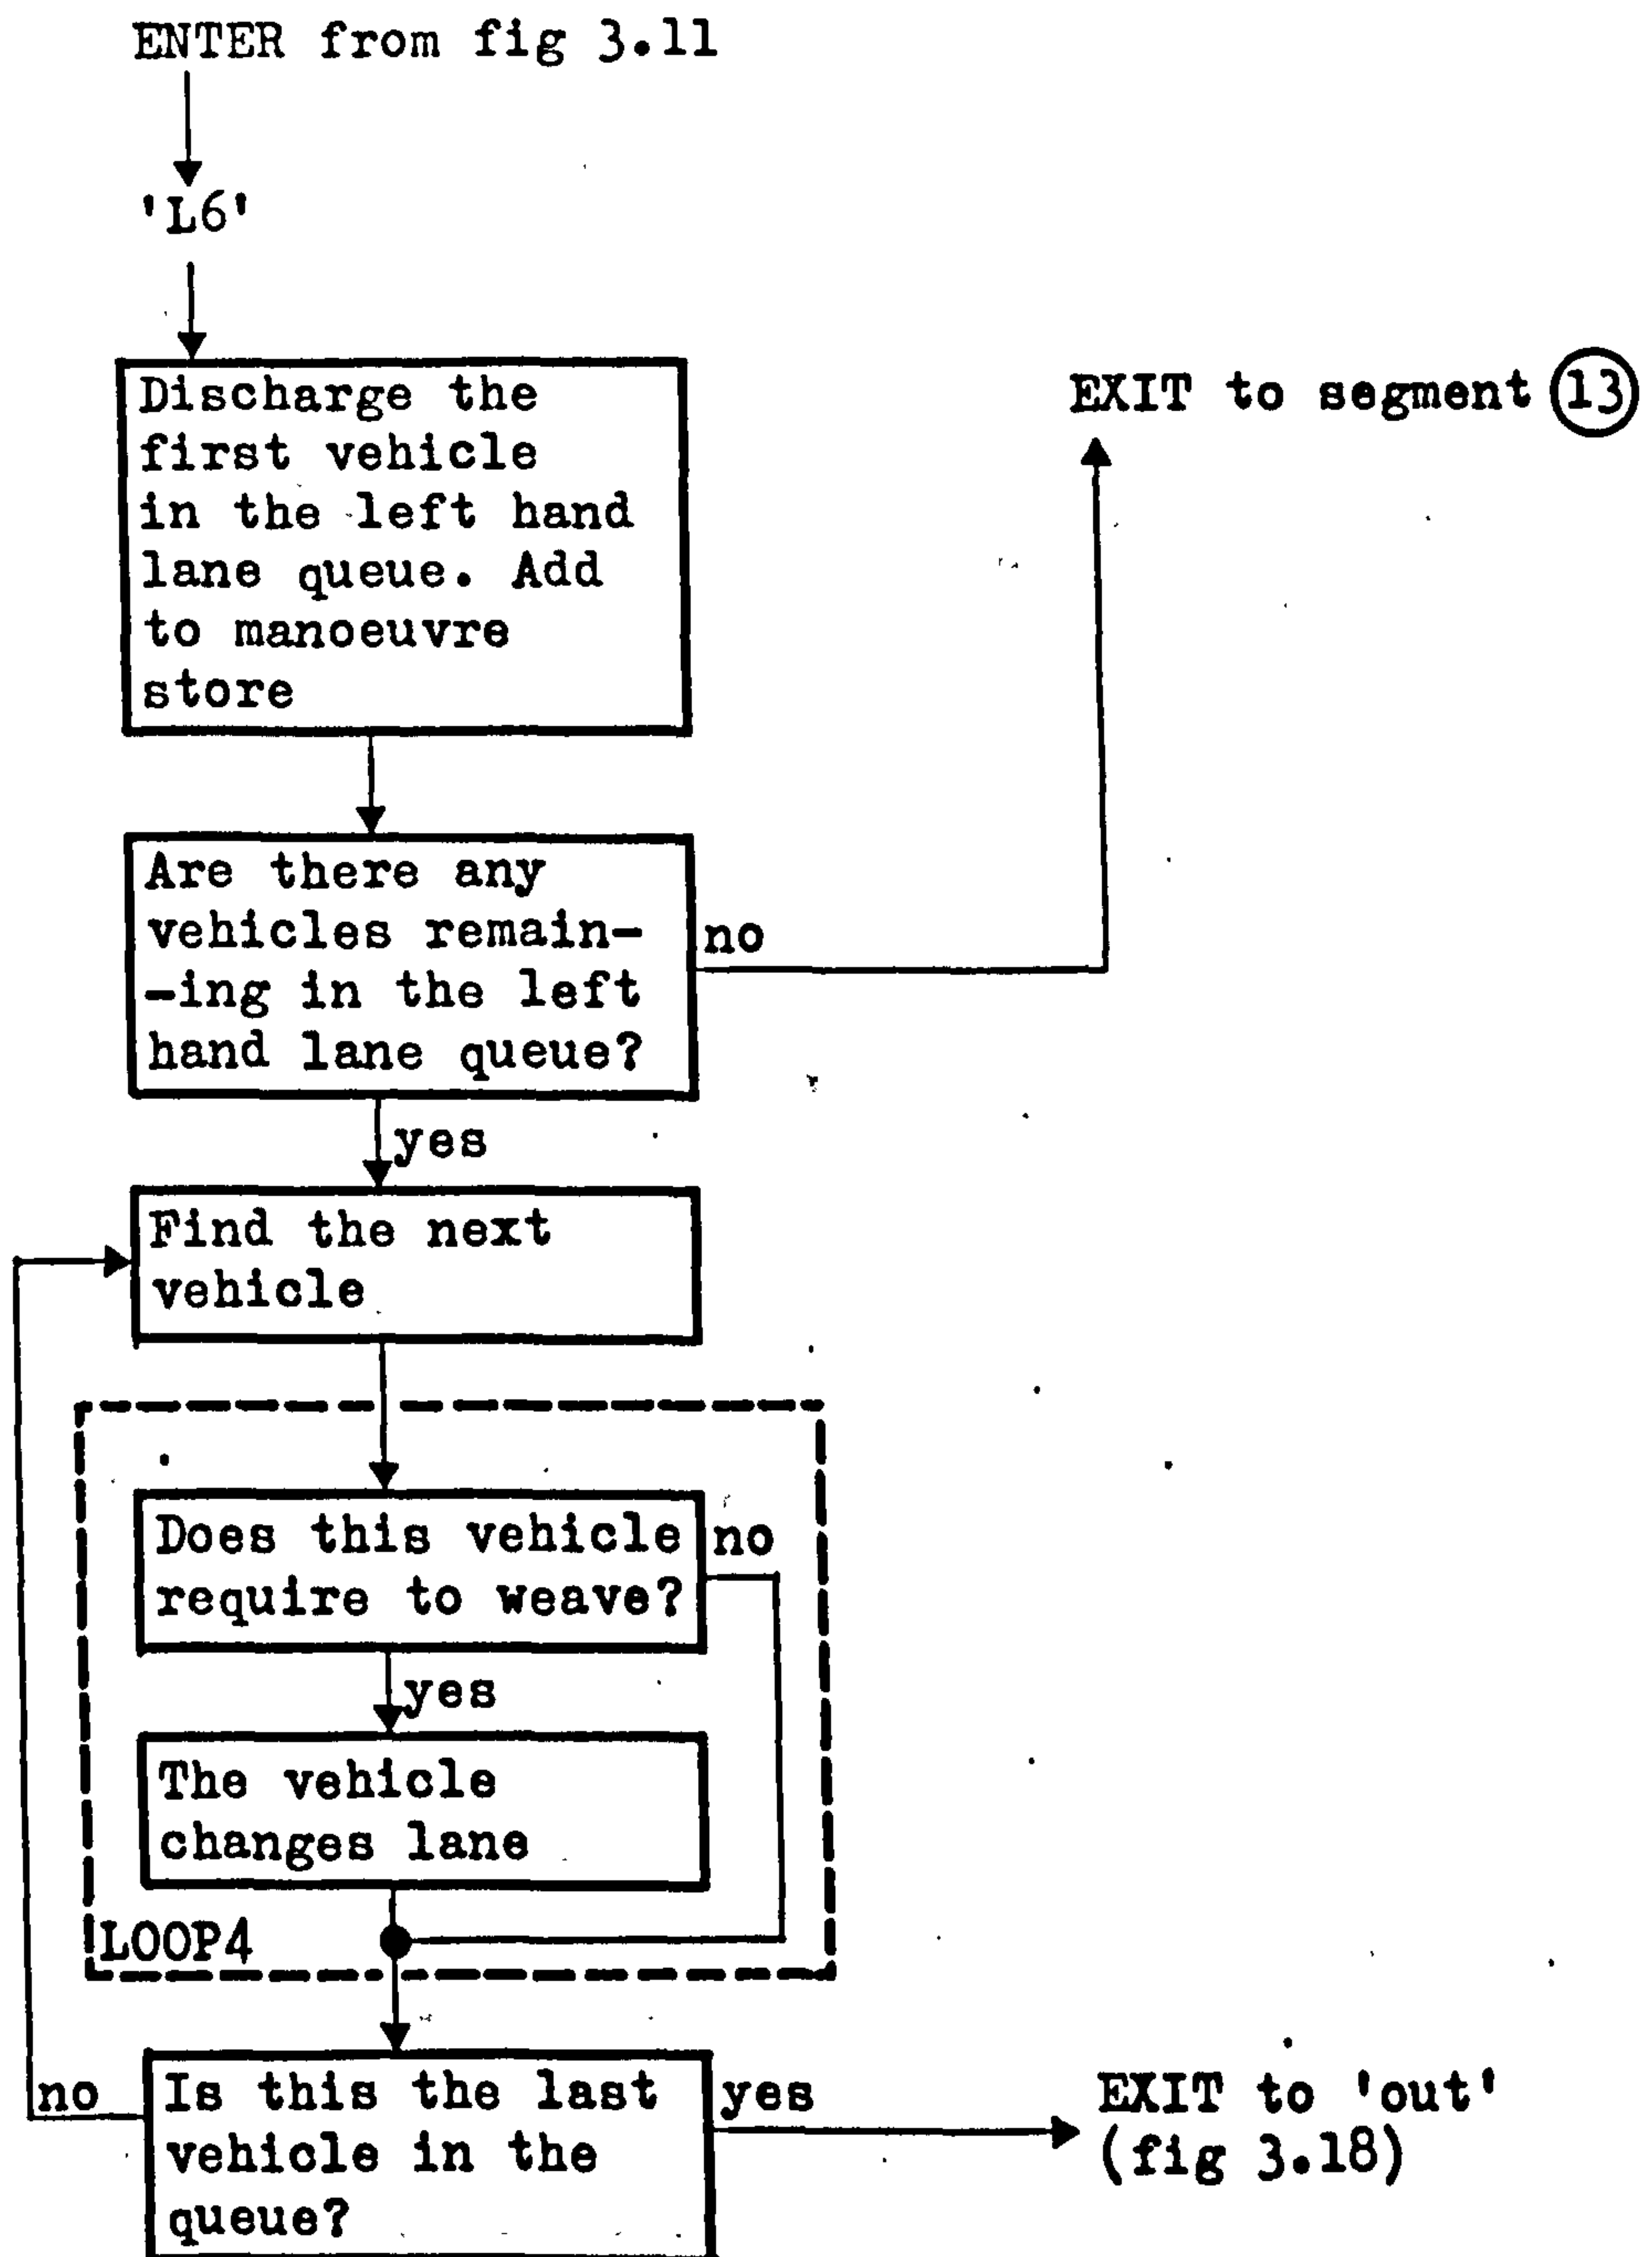 ENTER from fig 3.11
'L6'
Discharge the
first vehicle
in the left hand
lane queue. Add
to manoeuvre
store
EXIT to segment 13
Are there any
vehicles remain-
-ing in the left
hand lane queue?
no
yes
Find the next
vehicle
Does this vehicle
require to weave?
no
yes
The vehicle
changes lane
LOOP4
no
Is this the last
vehicle in the
queue?
yes
EXIT to 'out'
(fig 3.18)